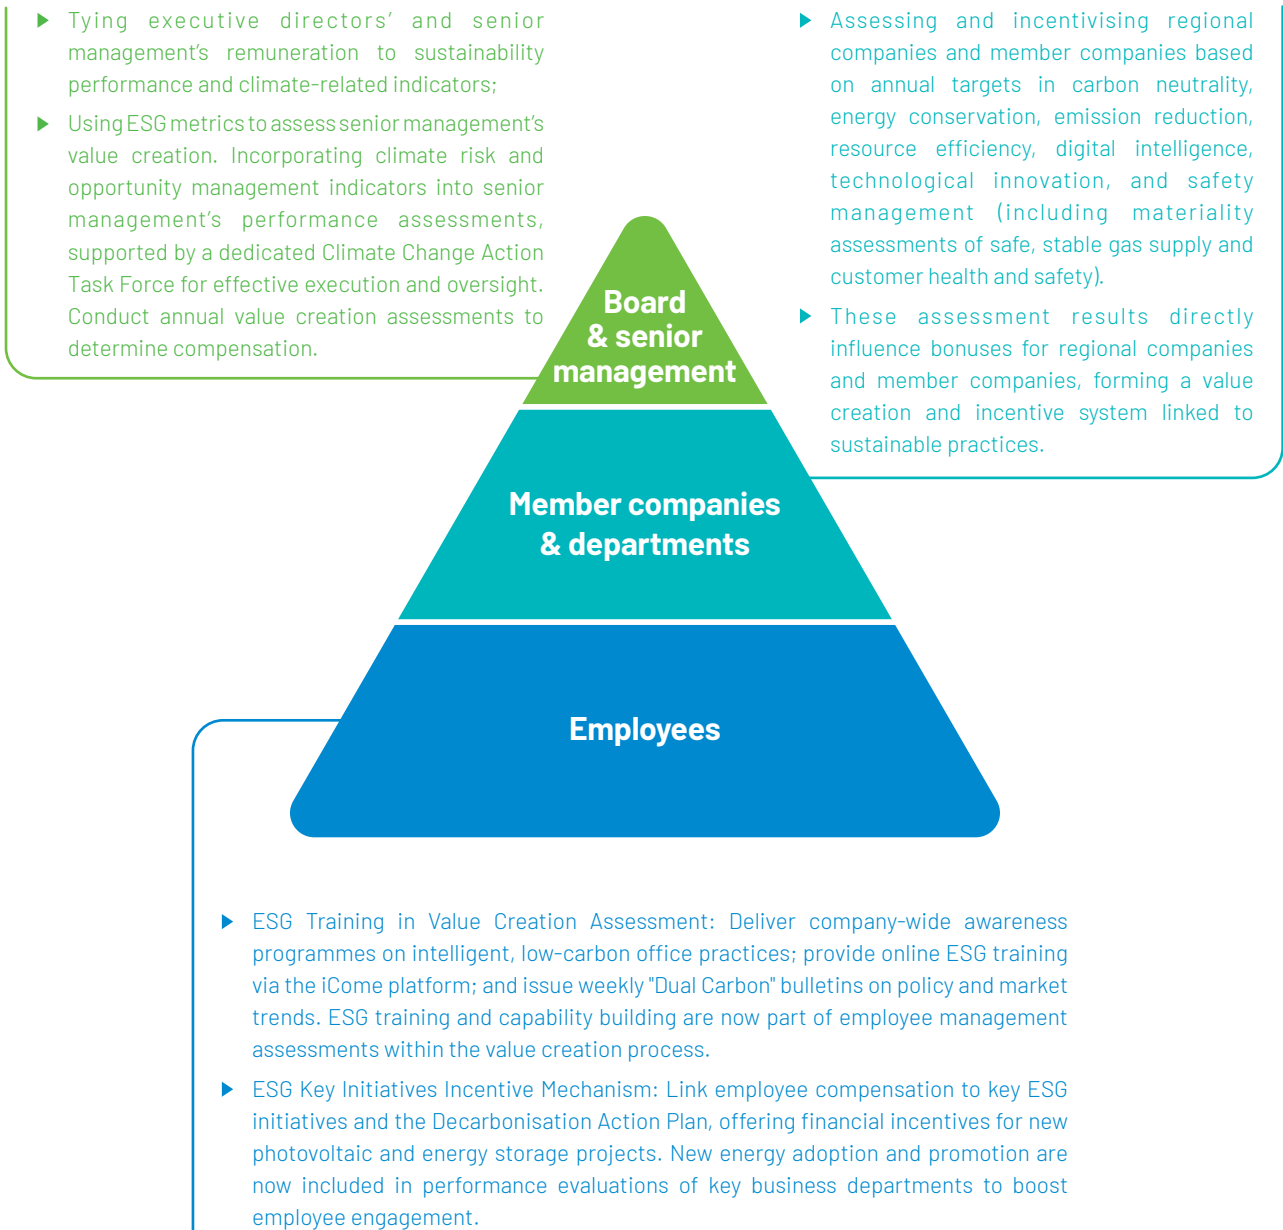 Tying executive directors’ and senior
management’s remuneration to sustainability
performance and climate-related indicators;
Using ESG metrics to assess senior management’s
value creation. Incorporating climate risk and
opportunity management indicators into senior
management’s performance assessments,
supported by a dedicated Climate Change Action
Task Force for effective execution and oversight.
Conduct annual value creation assessments to
determine compensation.
Assessing and incentivising regional
companies and member companies based
on annual targets in carbon neutrality,
energy conservation, emission reduction,
resource efficiency, digital intelligence,
technological innovation, and safety
management (including materiality
assessments of safe, stable gas supply and
customer health and safety).
These assessment results directly
influence bonuses for regional companies
and member companies, forming a value
creation and incentive system linked to
sustainable practices.
Board
& senior
management
Member companies
& departments
Employees
ESG Training in Value Creation Assessment: Deliver company-wide awareness
programmes on intelligent, low-carbon office practices; provide online ESG training
via the iCome platform; and issue weekly "Dual Carbon" bulletins on policy and market
trends. ESG training and capability building are now part of employee management
assessments within the value creation process.
ESG Key Initiatives Incentive Mechanism: Link employee compensation to key ESG
initiatives and the Decarbonisation Action Plan, offering financial incentives for new
photovoltaic and energy storage projects. New energy adoption and promotion are
now included in performance evaluations of key business departments to boost
employee engagement.